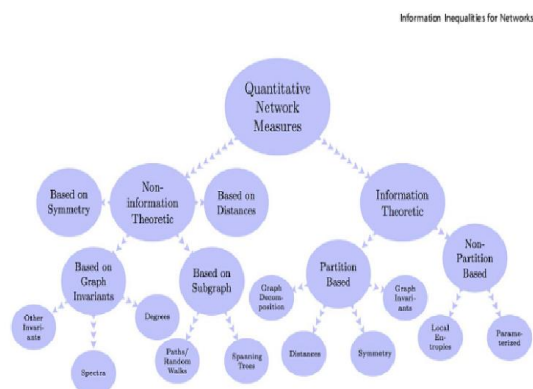 Information Inequalities for Networks
Quantitative
Network
Measures
Non-
information
Theoretic
Information
Theoretic
Based on
Symmetry
Based on
Distances
Non-
Partition
Based
Based on
Graph
Invariants
Based on
Subgraph
Partition
Based
Graph Decom-
position
Graph
Invari-
ants
Other
Invari-
ants
Degrees
Local
En-
tropies
Parame-
terized
Spectra
Paths/
Random
Walks
Spanning
Trees
Distances
Symmetry